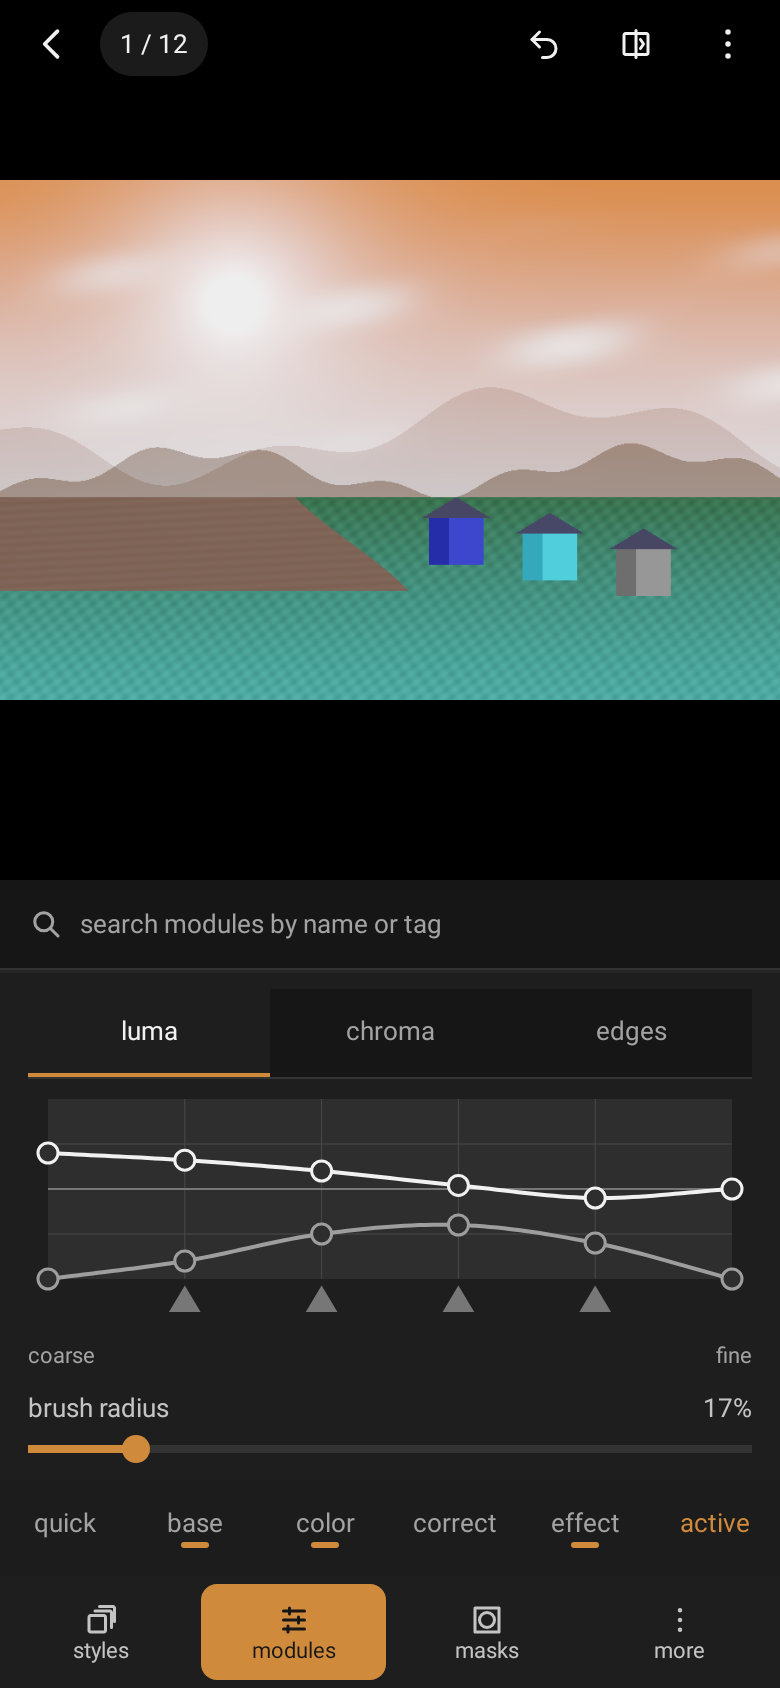 1 / 12
search modules by name or tag
luma chroma edges
coarse fine
brush radius 17%
quick base color correct effect active
styles modules masks more